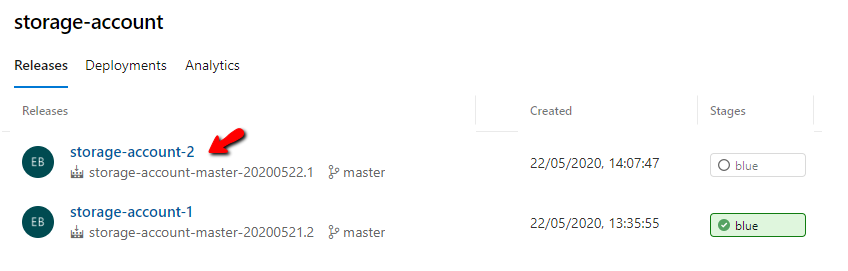 storage-account
Releases Deployments Analytics
Releases Created Stages
EB storage-account-2 22/05/2020, 14:07:47 blue
storage-account-master-20200522.1 master
EB storage-account-1 22/05/2020, 13:35:55 blue
storage-account-master-20200521.2 master